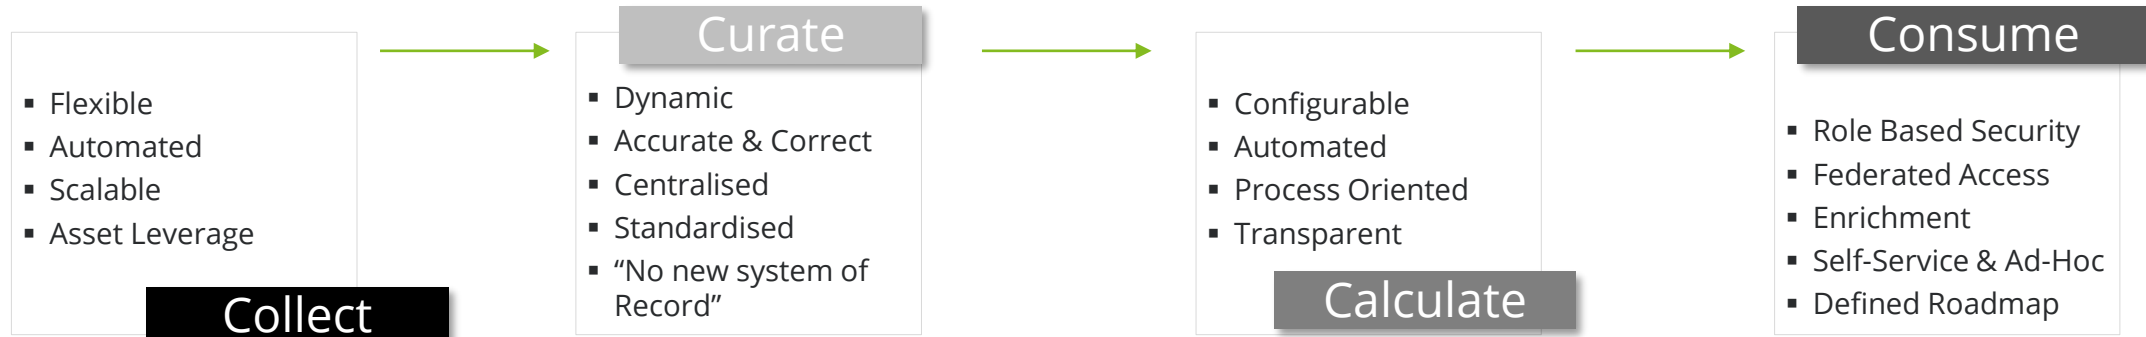 Flexible
Automated
Scalable
Asset Leverage
Collect
Curate
Dynamic
Accurate & Correct
Centralised
Standardised
“No new system of
Record”
Configurable
Automated
Process Oriented
Transparent
Calculate
Consume
Role Based Security
Federated Access
Enrichment
Self-Service & Ad-Hoc
Defined Roadmap